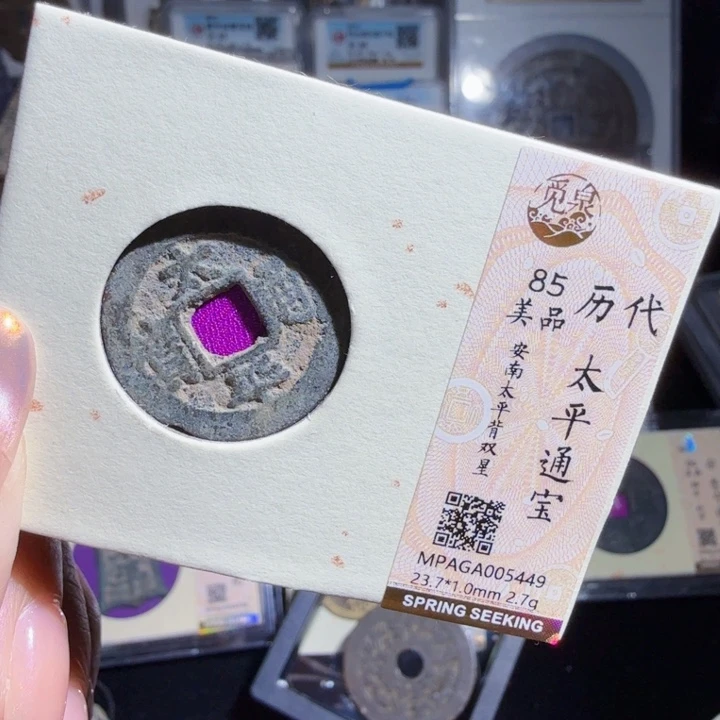 觅泉
85
美品
历代
太平通宝
安南太平背双星
MPAGA005449
23.7*1.0mm 2.7g
SPRING SEEKING